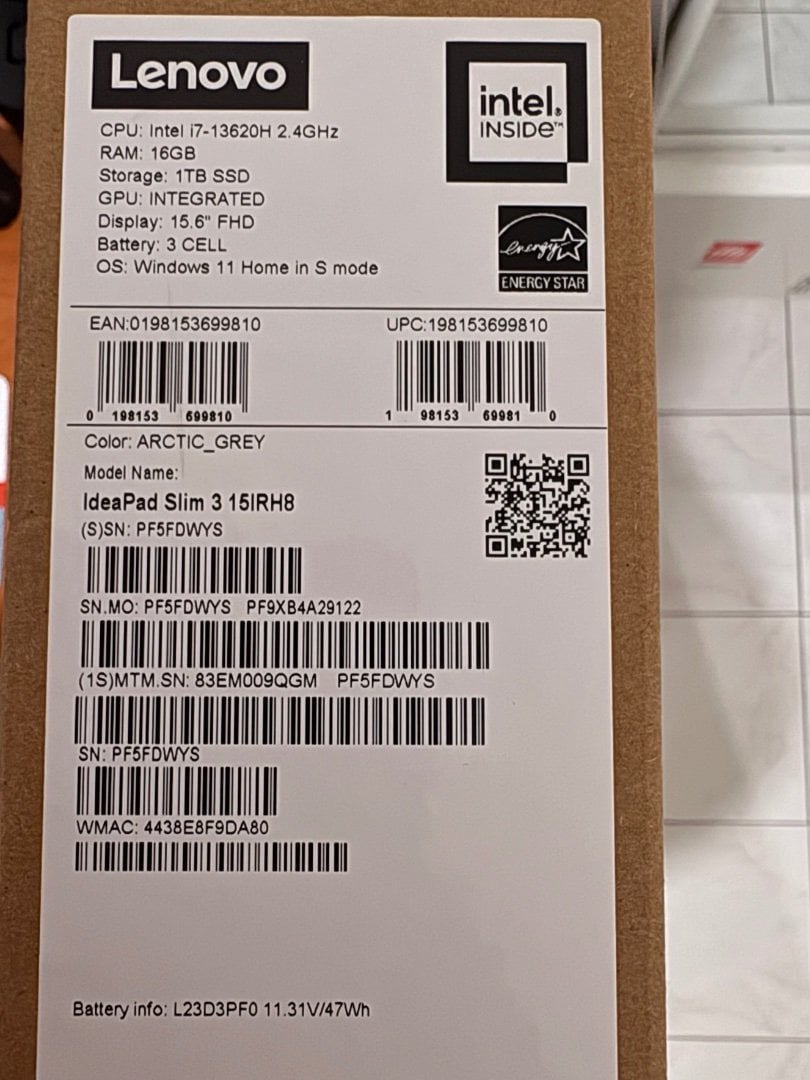 Lenovo
intel.
INSIDE™
CPU: Intel i7-13620H 2.4GHz
RAM: 16GB
Storage: 1TB SSD
GPU: INTEGRATED
Display: 15.6" FHD
Battery: 3 CELL
OS: Windows 11 Home in S mode
energy
ENERGY STAR
EAN:0198153699810
0 198153 699810
UPC:198153699810
1 98153 69981 0
Color: ARCTIC_GREY
Model Name:
IdeaPad Slim 3 15IRH8
(S)SN: PF5FDWYS
SN.MO: PF5FDWYS PF9XB4A29122
(1S)MTM.SN: 83EM009QGM PF5FDWYS
SN: PF5FDWYS
WMAC: 4438E8F9DA80
Battery info: L23D3PF0 11.31V/47Wh